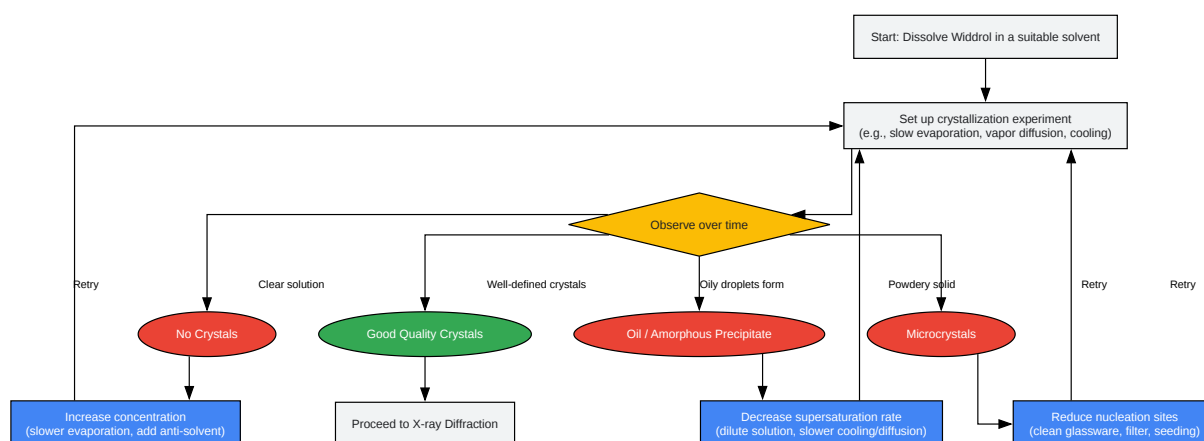 Start: Dissolve Widdrol in a suitable solvent
Set up crystallization experiment
(e.g., slow evaporation, vapor diffusion, cooling)
Observe over time
Retry
Clear solution
Well-defined crystals
Oily droplets form
Powdery solid
Retry
Retry
No Crystals
Good Quality Crystals
Oil / Amorphous Precipitate
Microcrystals
Increase concentration
(slower evaporation, add anti-solvent)
Proceed to X-ray Diffraction
Decrease supersaturation rate
(dilute solution, slower cooling/diffusion)
Reduce nucleation sites
(clean glassware, filter, seeding)